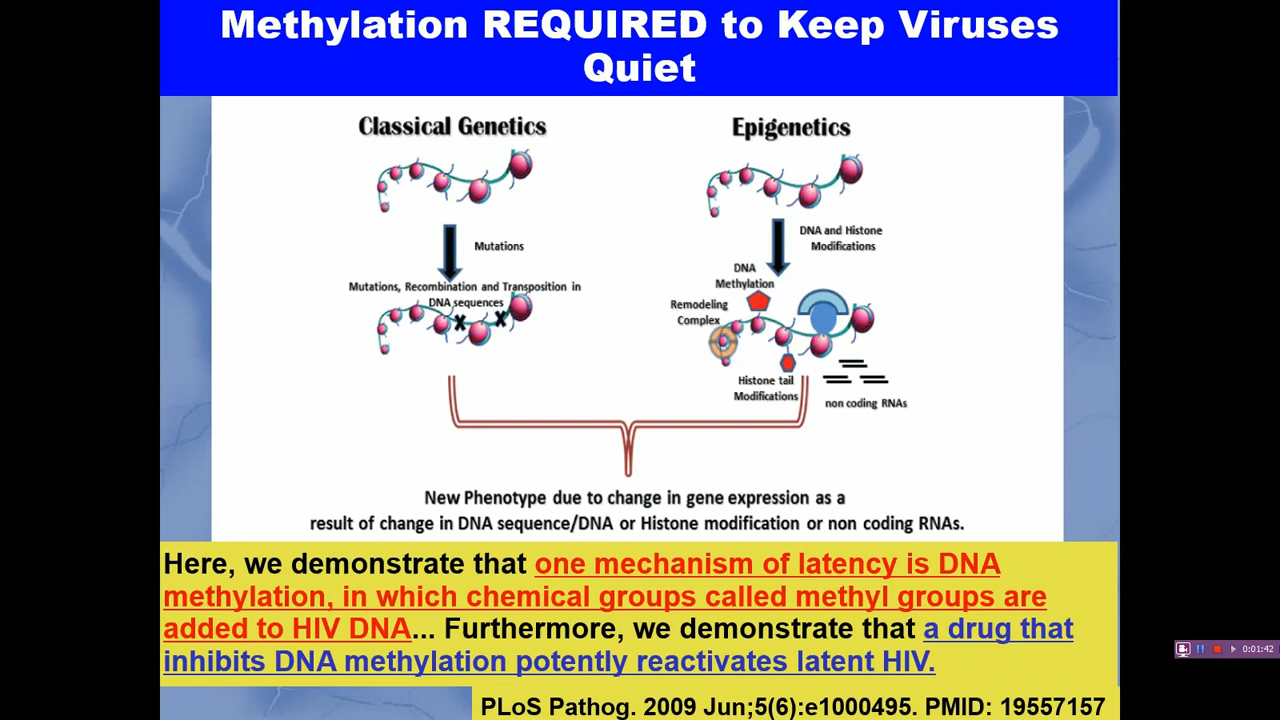 Methylation REQUIRED to Keep Viruses
Quiet
Classical Genetics
Mutations
Mutations, Recombination and Transposition in
DNA sequences
Epigenetics
DNA and Histone
Modifications
DNA
Methylation
Remodeling
Complex
Histone tail
Modifications
non coding RNAs
New Phenotype due to change in gene expression as a
result of change in DNA sequence/DNA or Histone modification or non coding RNAs.
Here, we demonstrate that one mechanism of latency is DNA
methylation, in which chemical groups called methyl groups are
added to HIV DNA... Furthermore, we demonstrate that a drug that
inhibits DNA methylation potently reactivates latent HIV.
PLoS Pathog. 2009 Jun;5(6):e1000495. PMID: 19557157
0:01:42